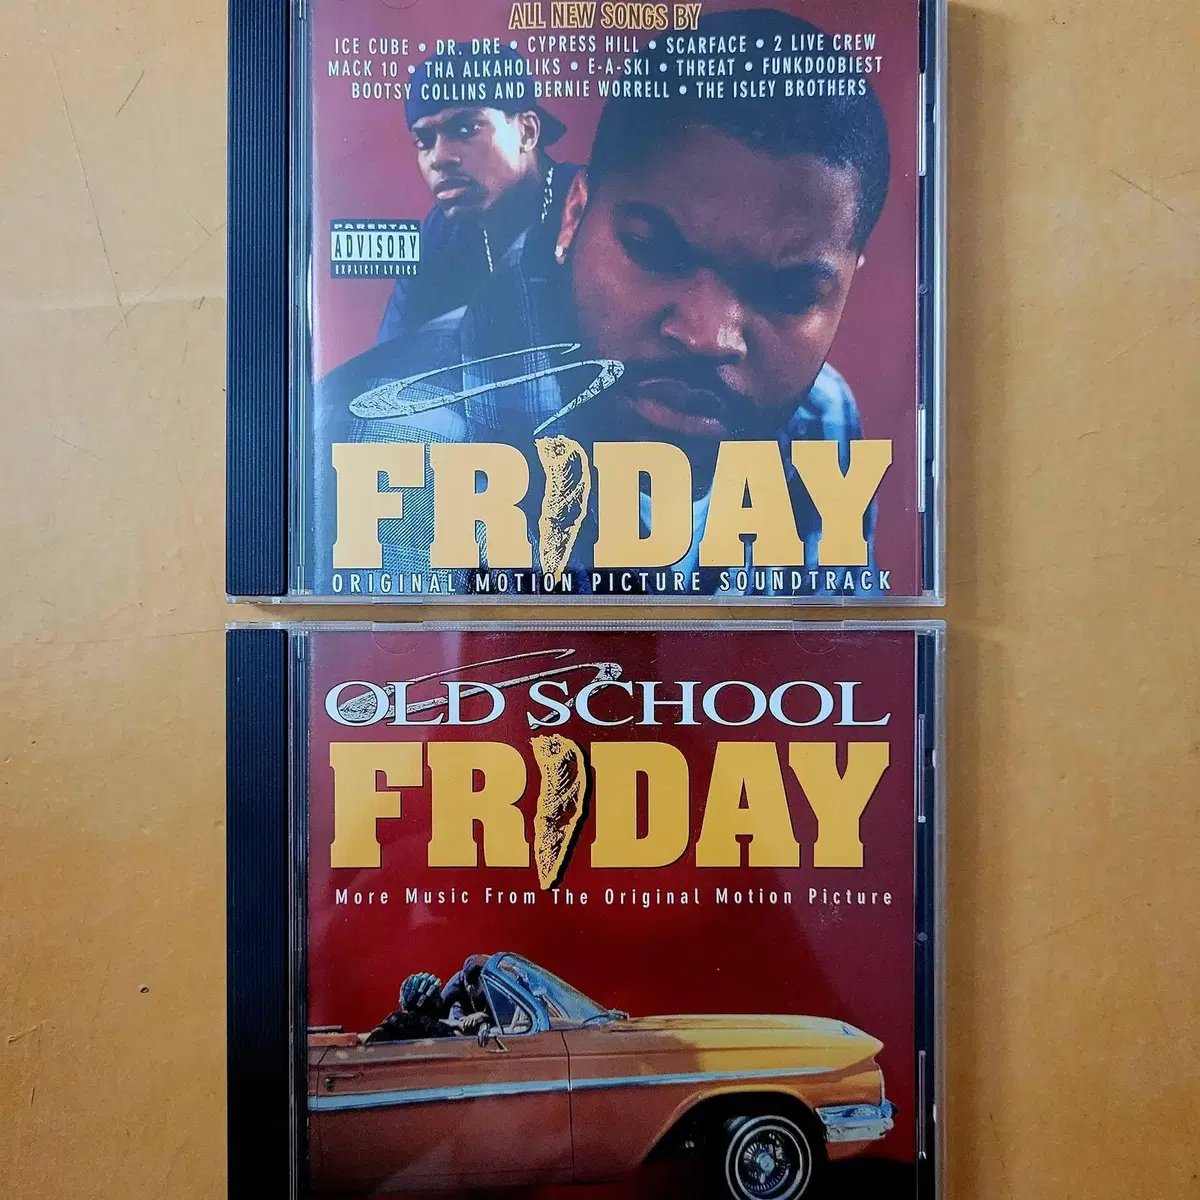 ALL NEW SONGS BY
ICE CUBE • DR. DRE • CYPRESS HILL • SCARFACE • 2 LIVE CREW
MACK 10 • THA ALKAHOLIKS • E-A-SKI • THREAT • FUNKDOOBIEST
BOOTSY COLLINS AND BERNIE WORRELL • THE ISLEY BROTHERS
PARENTAL
ADVISORY
EXPLICIT LYRICS
FRIDAY
ORIGINAL MOTION PICTURE SOUNDTRACK
OLD SCHOOL
FRIDAY
More Music From The Original Motion Picture